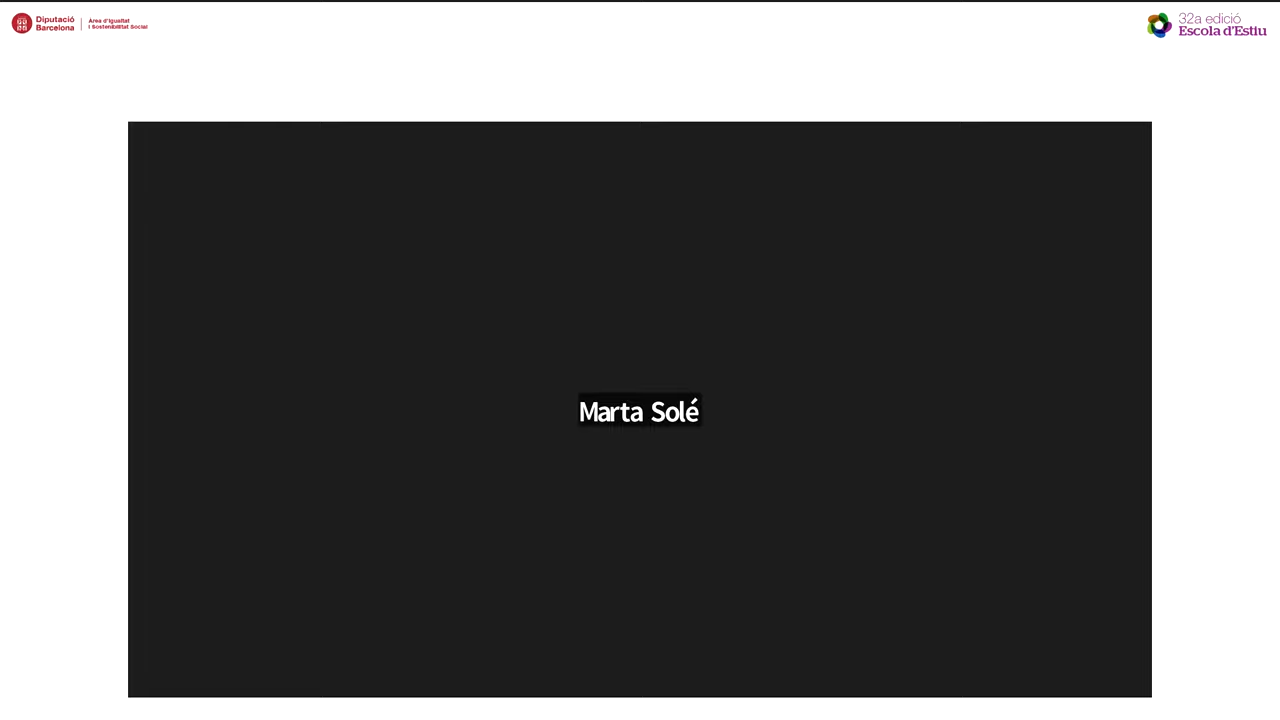 Diputació
Barcelona
Àrea d'Igualtat
i Sostenibilitat Social
32a edició
Escola d'Estiu
Marta Solé